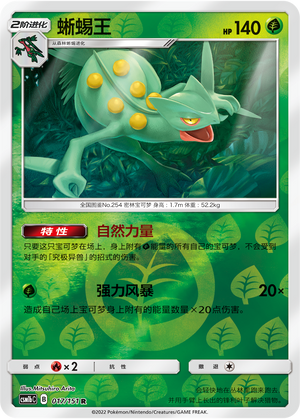 2阶进化
蜥蜴王
HP 140
从森林蜥蜴进化
全国图鉴No.254 密林宝可梦 身高：1.7m 体重：52.2kg
特性 自然力量
只要这只宝可梦在场上，身上附有能量的所有自己的宝可梦，不会受到
对手的「究极异兽」的招式的伤害。
强力风暴 20×
造成自己场上宝可梦身上附有的能量数量×20点伤害。
弱点 ×2 抗性 撤退
Illus. Mitsuhiro Arita
csm1bC B 017/151 R
©2022 Pokémon/Nintendo/Creatures/GAME FREAK.